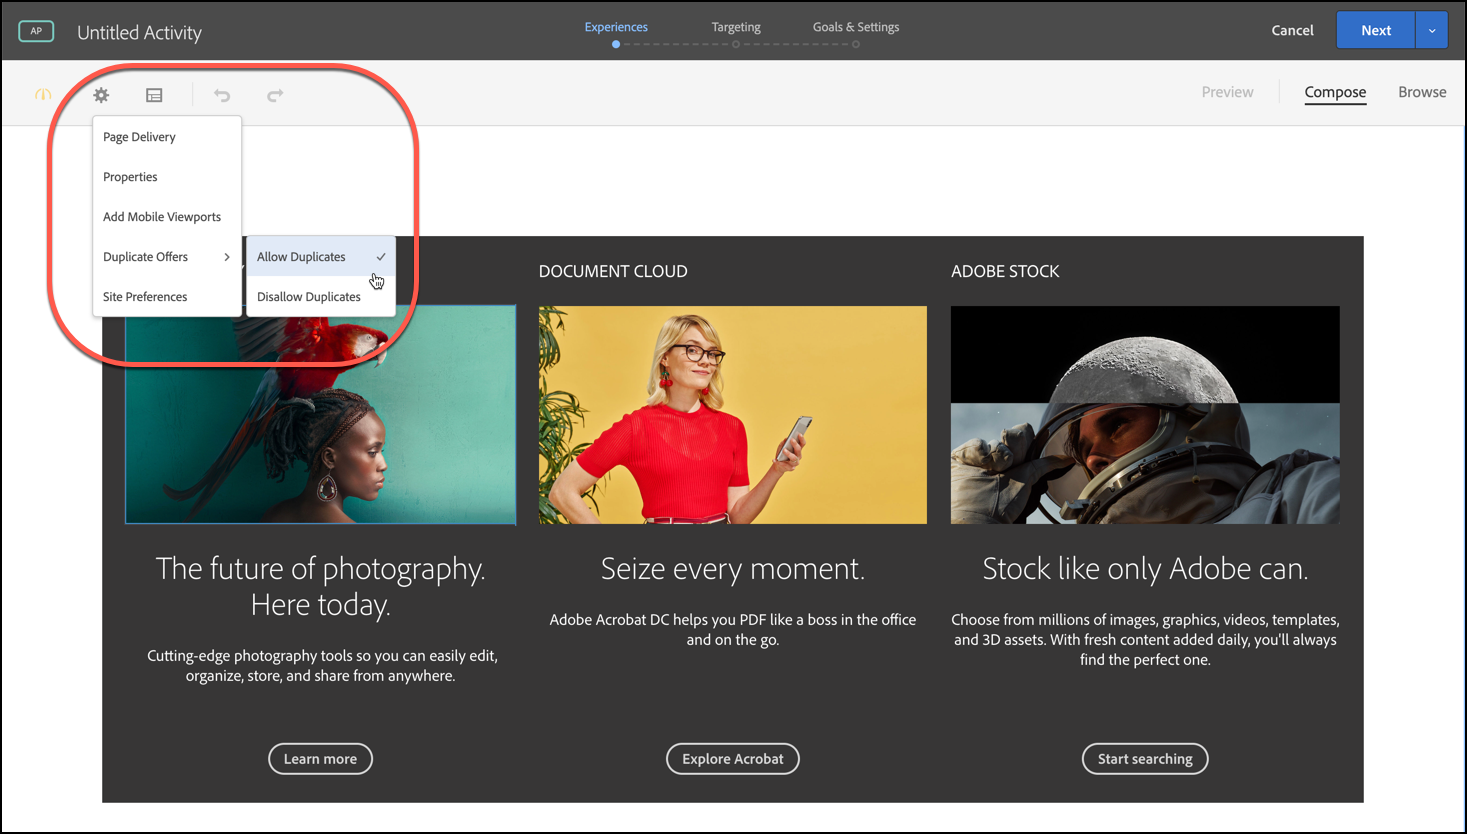 AP
Untitled Activity
Experiences
Targeting
Goals & Settings
Cancel
Next
Preview
Compose
Browse
Page Delivery
Properties
Add Mobile Viewports
Duplicate Offers
Site Preferences
Allow Duplicates
Disallow Duplicates
The future of photography.
Here today.
Cutting-edge photography tools so you can easily edit,
organize, store, and share from anywhere.
Learn more
DOCUMENT CLOUD
Seize every moment.
Adobe Acrobat DC helps you PDF like a boss in the office
and on the go.
Explore Acrobat
ADOBE STOCK
Stock like only Adobe can.
Choose from millions of images, graphics, videos, templates,
and 3D assets. With fresh content added daily, you'll always
find the perfect one.
Start searching